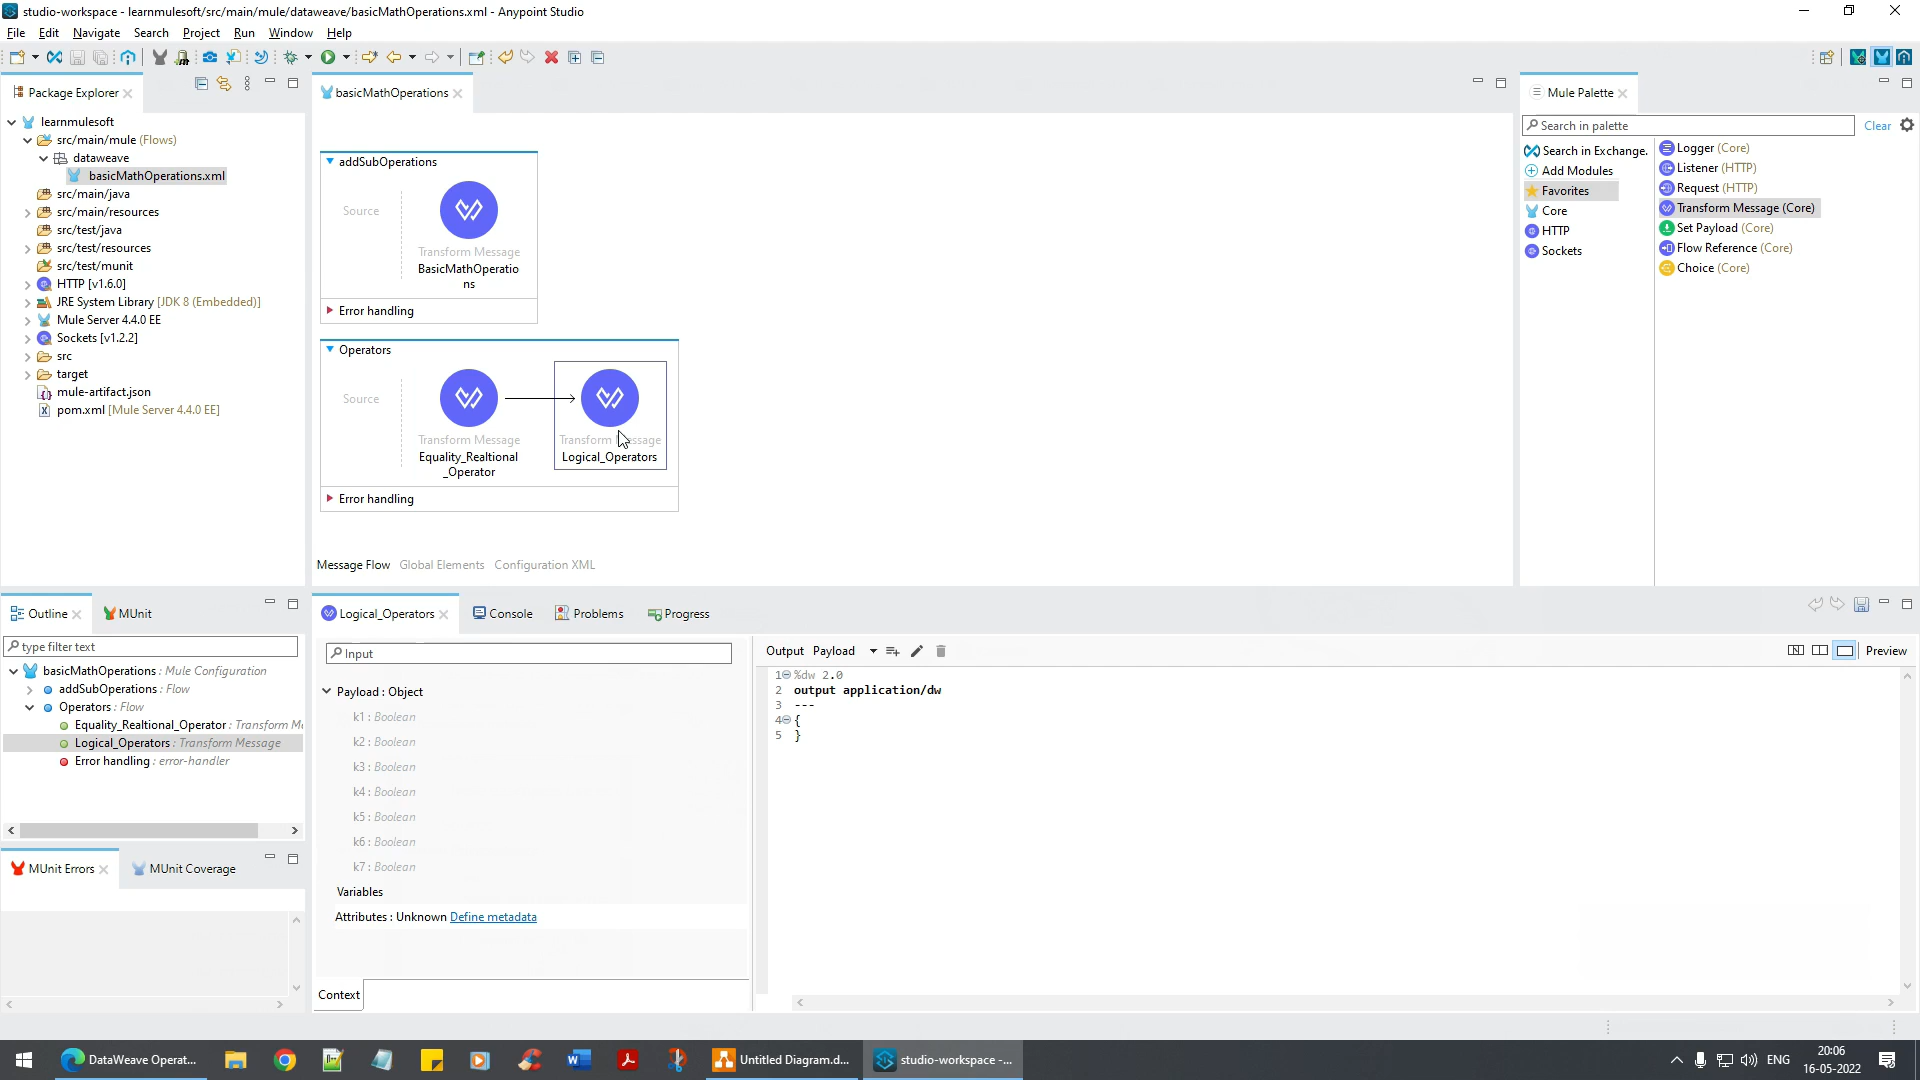 studio-workspace - learnmulesoft/src/main/mule/dataweave/basicMathOperations.xml - Anypoint Studio
File Edit Navigate Search Project Run Window Help
Package Explorer
learnmulesoft
src/main/mule (Flows)
dataweave
basicMathOperations.xml
src/main/java
src/main/resources
src/test/java
src/test/resources
src/test/munit
HTTP [v1.6.0]
JRE System Library [JDK 8 (Embedded)]
Mule Server 4.4.0 EE
Sockets [v1.2.2]
src
target
mule-artifact.json
pom.xml [Mule Server 4.4.0 EE]
basicMathOperations
addSubOperations
Source
Transform Message
BasicMathOperatio
ns
Error handling
Operators
Source
Transform Message
Equality_Realtional
_Operator
Transform Message
Logical_Operators
Error handling
Message Flow Global Elements Configuration XML
Mule Palette
Search in palette
Clear
Search in Exchange.
Add Modules
Favorites
Core
HTTP
Sockets
Logger (Core)
Listener (HTTP)
Request (HTTP)
Transform Message (Core)
Set Payload (Core)
Flow Reference (Core)
Choice (Core)
Outline MUnit
type filter text
basicMathOperations : Mule Configuration
addSubOperations : Flow
Operators : Flow
Equality_Realtional_Operator : Transform M
Logical_Operators : Transform Message
Error handling : error-handler
MUnit Errors MUnit Coverage
Logical_Operators Console Problems Progress
Input
Payload : Object
k1 : Boolean
k2 : Boolean
k3 : Boolean
k4 : Boolean
k5 : Boolean
k6 : Boolean
k7 : Boolean
Variables
Attributes : Unknown Define metadata
Context
Output Payload
Preview
1 %dw 2.0
2 output application/dw
3 ---
4 {
5 }
DataWeave Operat...
Untitled Diagram.d...
studio-workspace -...
ENG
20:06
16-05-2022